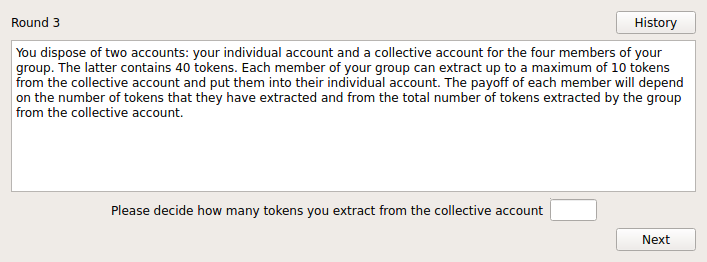 Round 3
History
You dispose of two accounts: your individual account and a collective account for the four members of your
group. The latter contains 40 tokens. Each member of your group can extract up to a maximum of 10 tokens
from the collective account and put them into their individual account. The payoff of each member will depend
on the number of tokens that they have extracted and from the total number of tokens extracted by the group
from the collective account.
Please decide how many tokens you extract from the collective account
Next